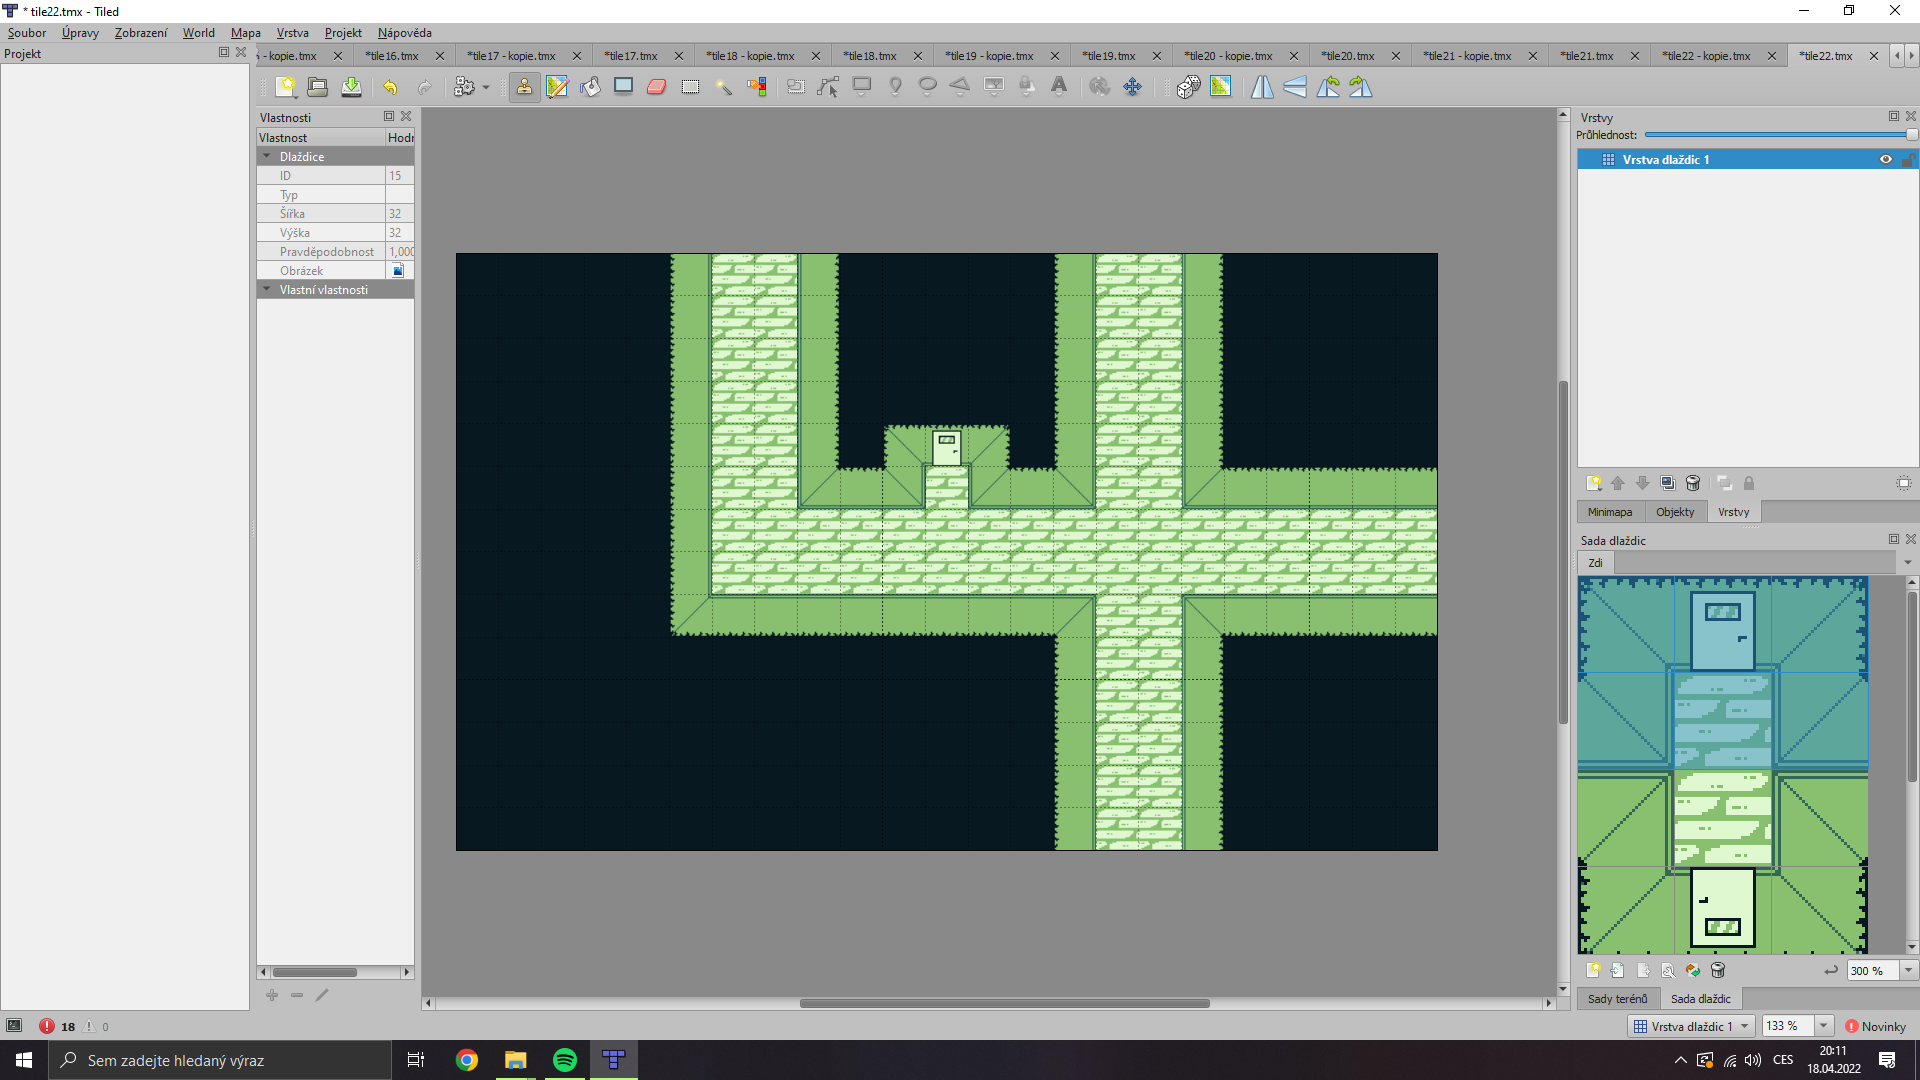 * tile22.tmx - Tiled
Soubor Úpravy Zobrazení World Mapa Vrstva Projekt Nápověda
Projekt
- kopie.tmx *tile16.tmx *tile17 - kopie.tmx *tile17.tmx *tile18 - kopie.tmx *tile18.tmx *tile19 - kopie.tmx *tile19.tmx *tile20 - kopie.tmx *tile20.tmx *tile21 - kopie.tmx *tile21.tmx *tile22 - kopie.tmx *tile22.tmx
Vlastnosti
Vlastnost Hodr
Dlaždice
ID 15
Typ
Šířka 32
Výška 32
Pravděpodobnost 1,000
Obrázek
Vlastní vlastnosti
Vrstvy
Průhlednost:
Vrstva dlaždic 1
Minimapa Objekty Vrstvy
Sada dlaždic
Zdi
300 %
Sady terénů Sada dlaždic
18 0
Vrstva dlaždic 1 133 % Novinky
Sem zadejte hledaný výraz
CES
20:11
18.04.2022